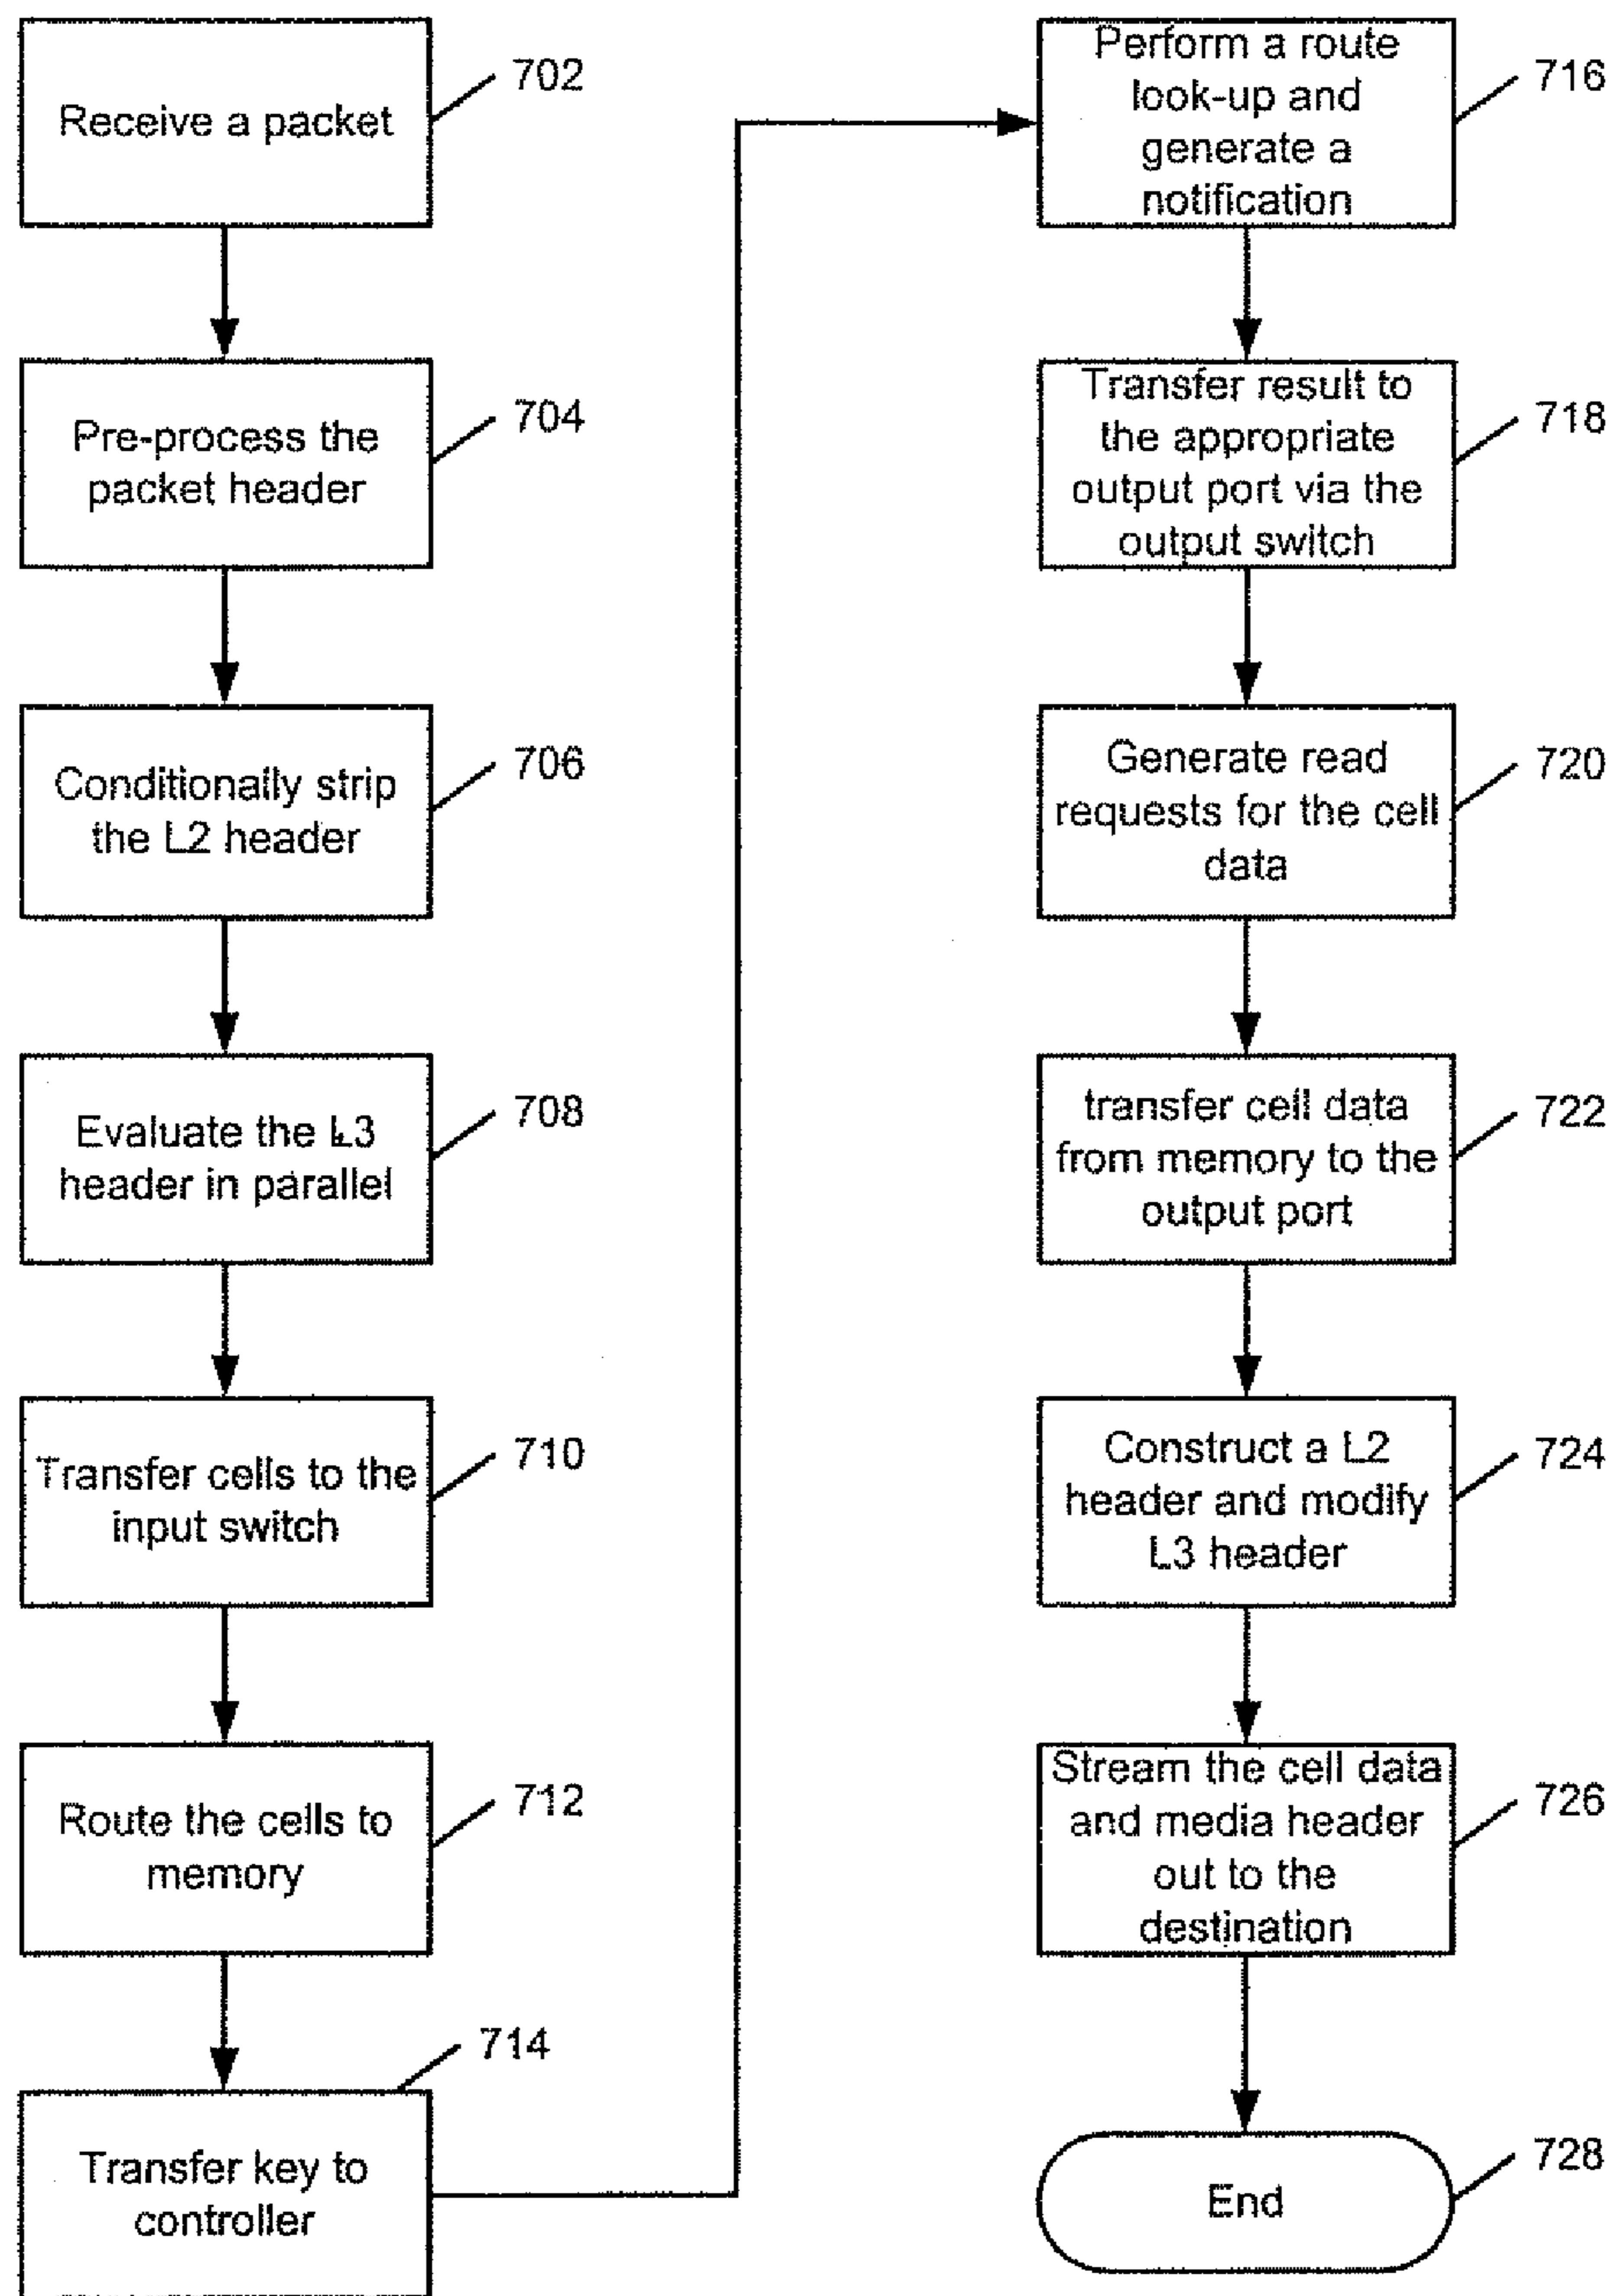 Receive a packet
702
Pre-process the
packet header
704
Conditionally strip
the L2 header
706
Evaluate the L3
header in parallel
708
Transfer cells to the
input switch
710
Route the cells to
memory
712
Transfer key to
controller
714
Perform a route
look-up and
generate a
notification
716
Transfer result to
the appropriate
output port via the
output switch
718
Generate read
requests for the cell
data
720
transfer cell data
from memory to the
output port
722
Construct a L2
header and modify
L3 header
724
Stream the cell data
and media header
out to the
destination
726
End
728